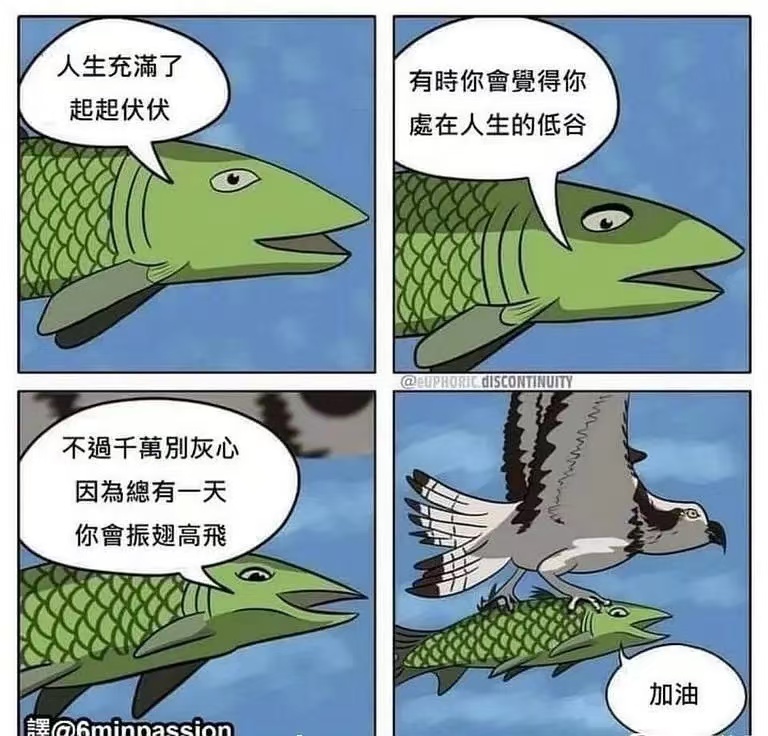 人生充滿了
起起伏伏
有時你會覺得你
處在人生的低谷
@euphoric.discontinuity
不過千萬別灰心
因為總有一天
你會振翅高飛
加油
譯@6minpassion